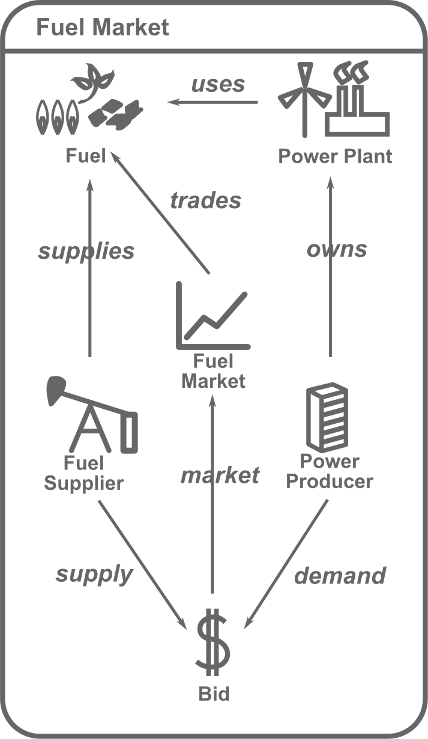 Fuel Market
uses
Fuel
Power Plant
trades
supplies
owns
Fuel
Market
Fuel
Supplier
Power
Producer
market
supply
demand
$
Bid